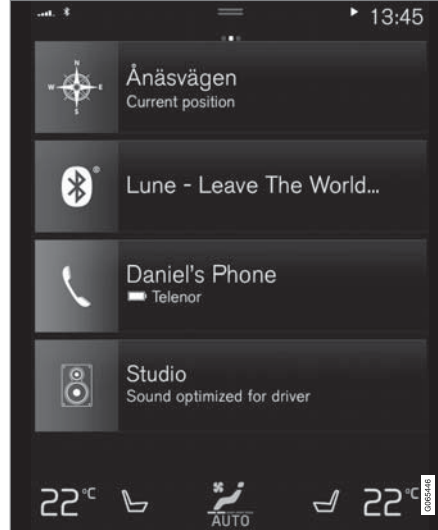 13:45
N
W E
S
Ånäsvägen
Current position
®
Lune - Leave The World...
Daniel's Phone
Telenor
Studio
Sound optimized for driver
22°C
AUTO
22°C
G065446